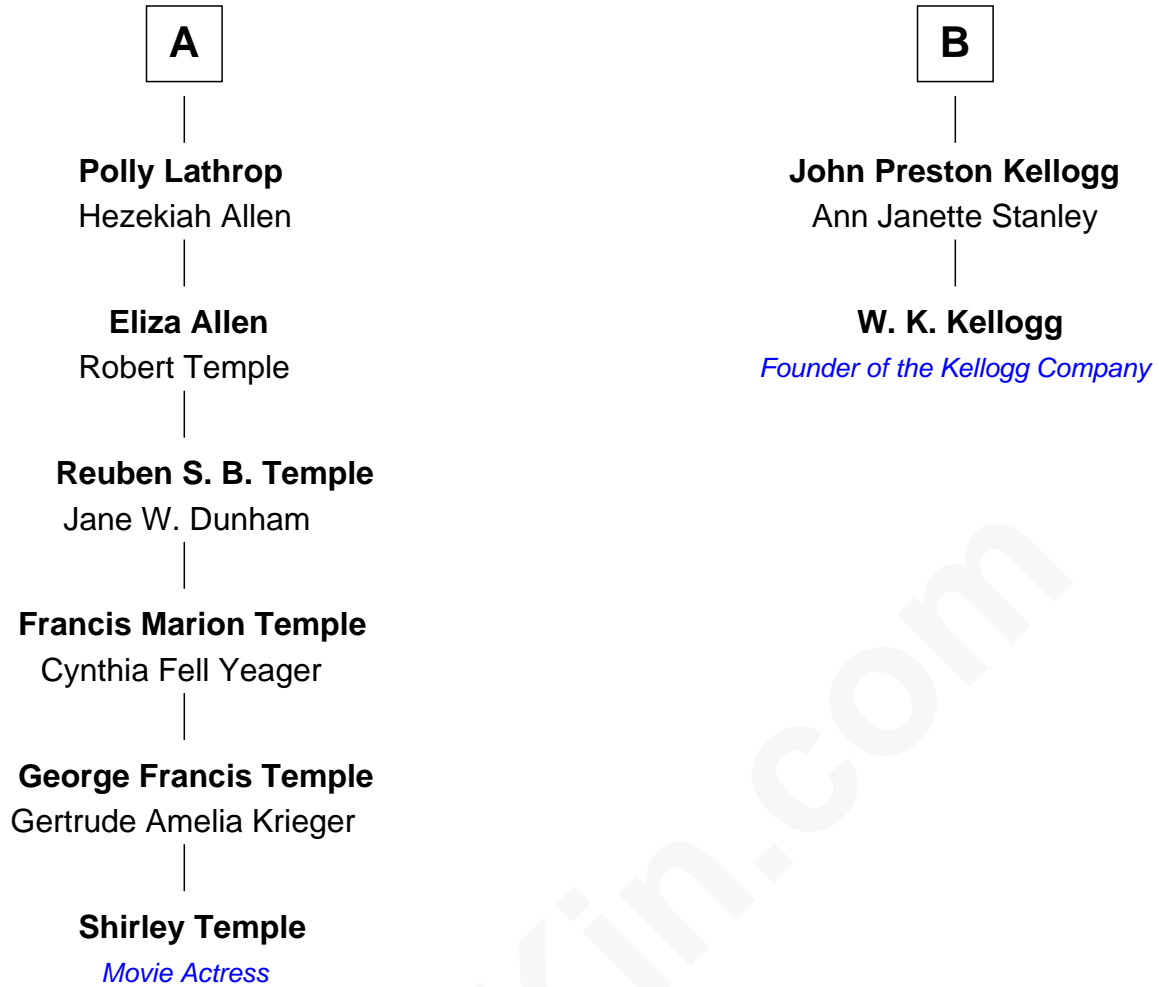 A
Polly Lathrop
Hezekiah Allen
Eliza Allen
Robert Temple
Reuben S. B. Temple
Jane W. Dunham
Francis Marion Temple
Cynthia Fell Yeager
George Francis Temple
Gertrude Amelia Krieger
Shirley Temple
Movie Actress
B
John Preston Kellogg
Ann Janette Stanley
W. K. Kellogg
Founder of the Kellogg Company
Kin.com